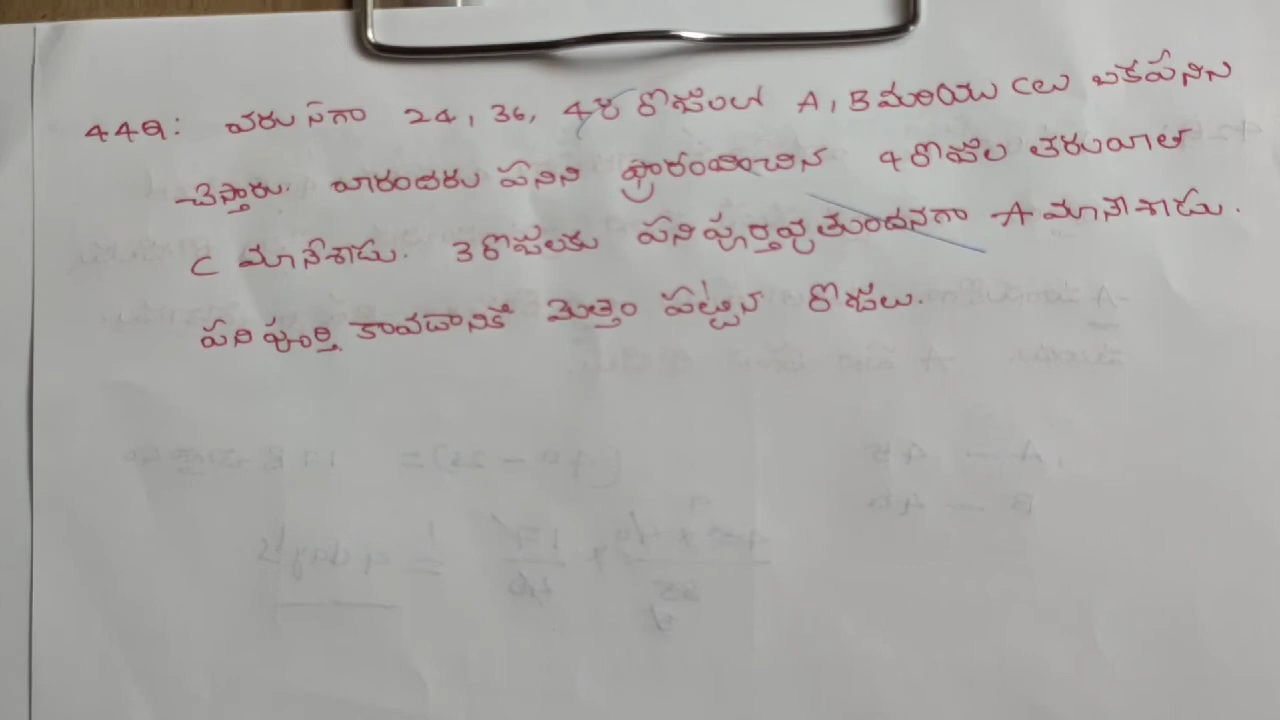 449: వరుసగా 24, 36, 48 రోజులలో A, B మరియు C లు ఒకపనిని
చేస్తారు. వారందరు పనిని ప్రారంభించిన 4 రోజుల తరువాత
C మానేశాడు. 3 రోజులకు పని పూర్తవుతుందనగా A మానేశాడు.
పని పూర్తి కావడానికి మొత్తం పట్టిన రోజులు.